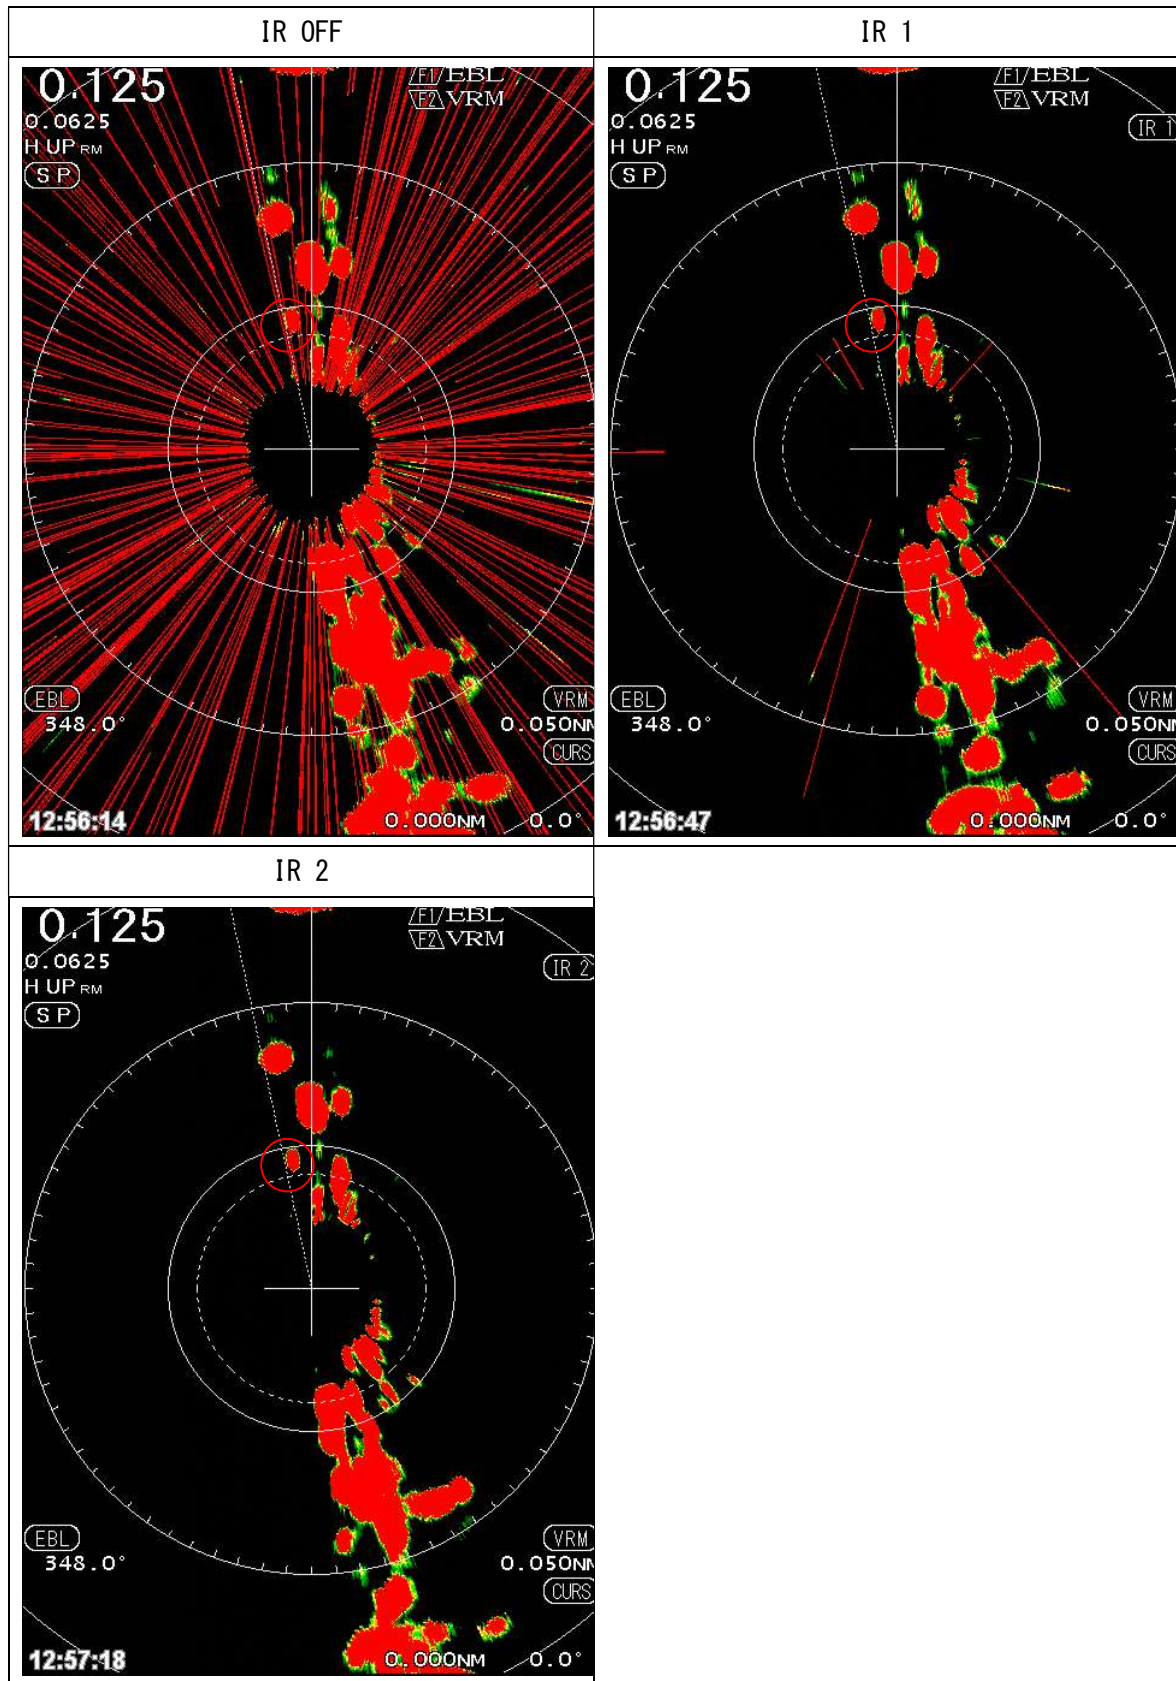 IR OFF
IR 1
0.125
F1 EBL
F2 VRM
0.0625
H UP RM
SP
EBL
348.0°
VRM
0.050NM
CURS
12:56:14
0.000NM
0.0°
0.125
F1 EBL
F2 VRM
0.0625
IR 1
H UP RM
SP
EBL
348.0°
VRM
0.050NM
CURS
12:56:47
0.000NM
0.0°
IR 2
0.125
F1 EBL
F2 VRM
0.0625
IR 2
H UP RM
SP
EBL
348.0°
VRM
0.050NM
CURS
12:57:18
0.000NM
0.0°